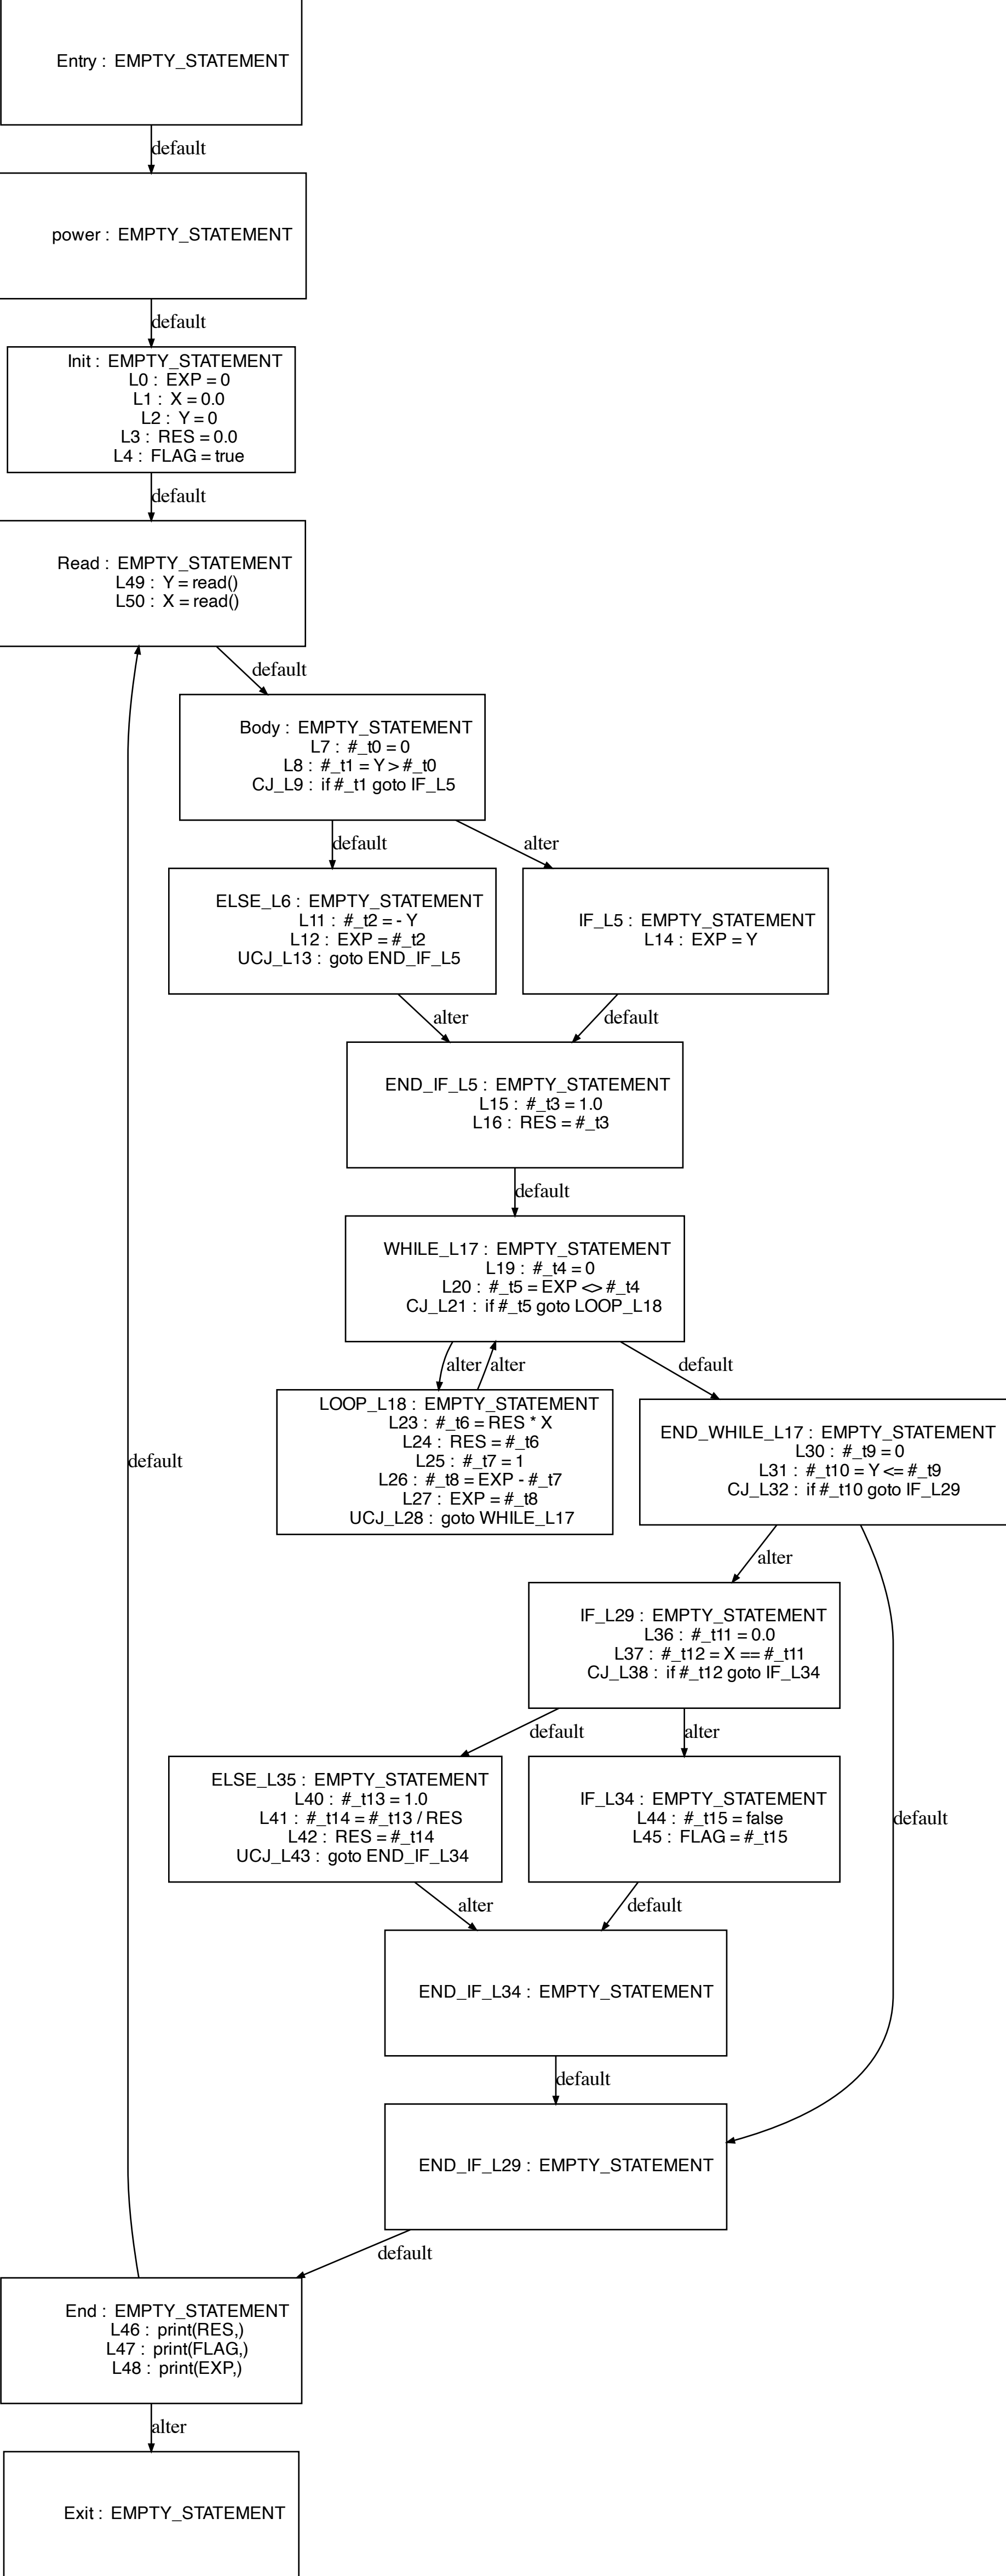 Entry : EMPTY_STATEMENT
default
power : EMPTY_STATEMENT
default
Init : EMPTY_STATEMENT
L0 : EXP = 0
L1 : X = 0.0
L2 : Y = 0
L3 : RES = 0.0
L4 : FLAG = true
default
Read : EMPTY_STATEMENT
L49 : Y = read()
L50 : X = read()
default
Body : EMPTY_STATEMENT
L7 : #_t0 = 0
L8 : #_t1 = Y > #_t0
CJ_L9 : if #_t1 goto IF_L5
default
alter
ELSE_L6 : EMPTY_STATEMENT
L11 : #_t2 = - Y
L12 : EXP = #_t2
UCJ_L13 : goto END_IF_L5
IF_L5 : EMPTY_STATEMENT
L14 : EXP = Y
alter
default
END_IF_L5 : EMPTY_STATEMENT
L15 : #_t3 = 1.0
L16 : RES = #_t3
default
WHILE_L17 : EMPTY_STATEMENT
L19 : #_t4 = 0
L20 : #_t5 = EXP <> #_t4
CJ_L21 : if #_t5 goto LOOP_L18
alter
alter
default
LOOP_L18 : EMPTY_STATEMENT
L23 : #_t6 = RES * X
L24 : RES = #_t6
L25 : #_t7 = 1
L26 : #_t8 = EXP - #_t7
L27 : EXP = #_t8
UCJ_L28 : goto WHILE_L17
END_WHILE_L17 : EMPTY_STATEMENT
L30 : #_t9 = 0
L31 : #_t10 = Y <= #_t9
CJ_L32 : if #_t10 goto IF_L29
default
alter
IF_L29 : EMPTY_STATEMENT
L36 : #_t11 = 0.0
L37 : #_t12 = X == #_t11
CJ_L38 : if #_t12 goto IF_L34
default
alter
ELSE_L35 : EMPTY_STATEMENT
L40 : #_t13 = 1.0
L41 : #_t14 = #_t13 / RES
L42 : RES = #_t14
UCJ_L43 : goto END_IF_L34
IF_L34 : EMPTY_STATEMENT
L44 : #_t15 = false
L45 : FLAG = #_t15
default
alter
default
END_IF_L34 : EMPTY_STATEMENT
default
END_IF_L29 : EMPTY_STATEMENT
default
End : EMPTY_STATEMENT
L46 : print(RES,)
L47 : print(FLAG,)
L48 : print(EXP,)
alter
Exit : EMPTY_STATEMENT